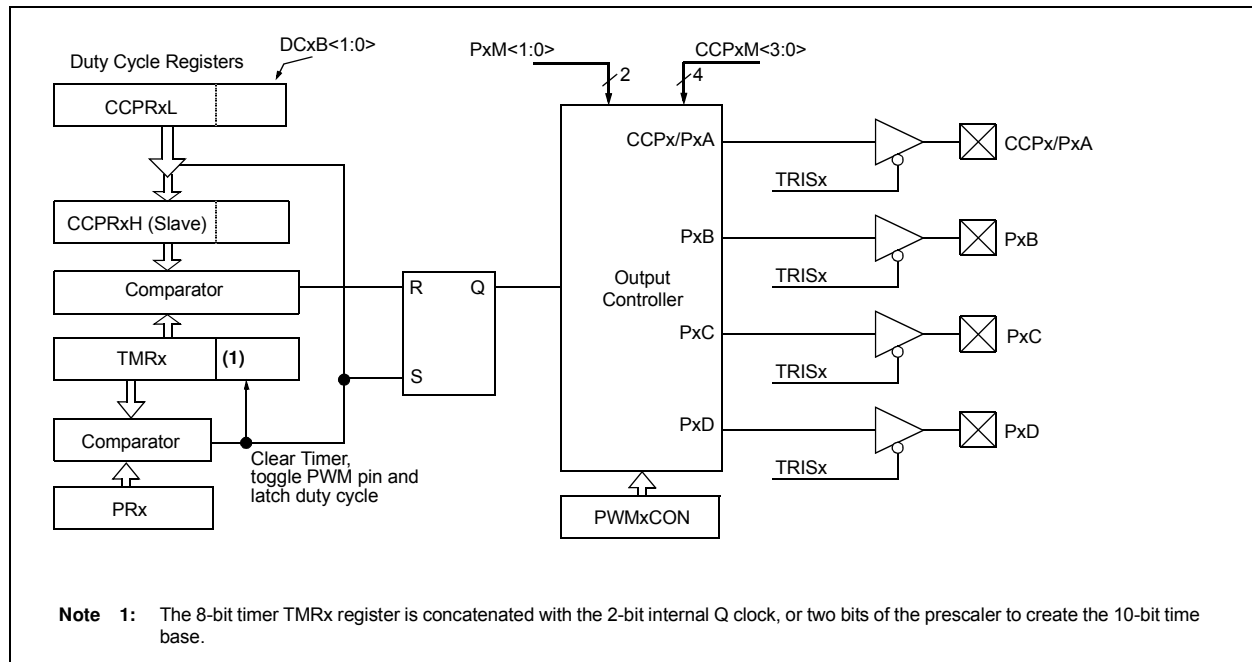 DCxB<1:0>
Duty Cycle Registers
CCPRxL
CCPRxH (Slave)
Comparator
TMRx
(1)
Comparator
PRx
Clear Timer,
toggle PWM pin and
latch duty cycle
R
Q
S
PxM<1:0>
2
CCPxM<3:0>
4
Output
Controller
CCPx/PxA
PxB
PxC
PxD
PWMxCON
TRISx
CCPx/PxA
TRISx
PxB
TRISx
PxC
TRISx
PxD
Note 1: The 8-bit timer TMRx register is concatenated with the 2-bit internal Q clock, or two bits of the prescaler to create the 10-bit time
base.